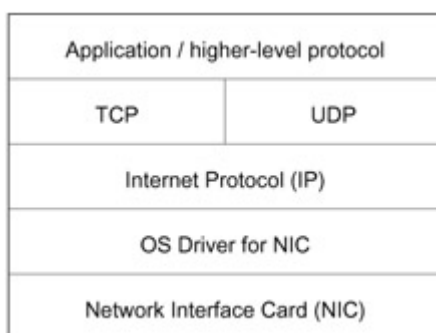 Application / higher-level protocol
TCP UDP
Internet Protocol (IP)
OS Driver for NIC
Network Interface Card (NIC)